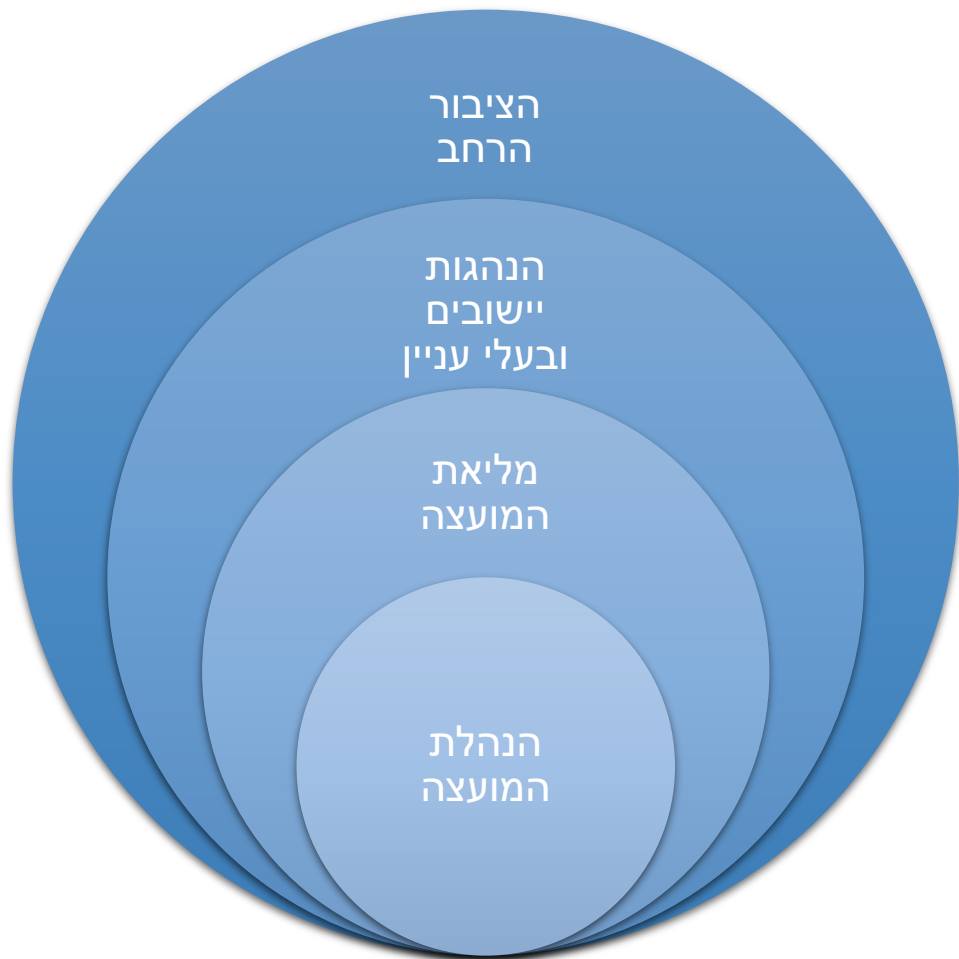 הציבור
הרחב
הנהגות
יישובים
ובעלי עניין
מליאת
המועצה
הנהלת
המועצה